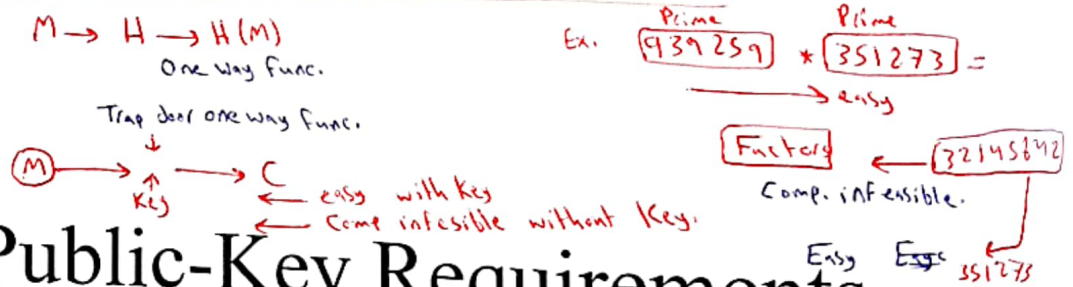 M → H → H(M)
One way func.
Trap door one way func.
M → → C
Key
← easy with Key
← Comp infesible without Key.
Prime Prime
Ex. 939259 * 351273 =
→ easy
Factors ← 32145642
Comp. infeasible.
Easy
351273
Public-Key Requirements